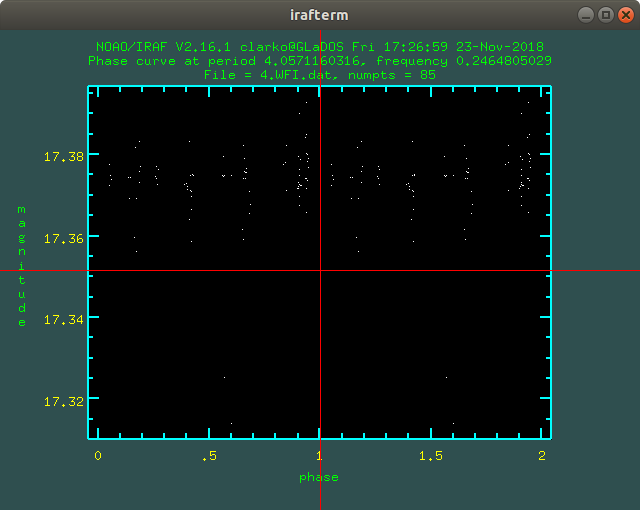 irafterm
NOAO/IRAF V2.16.1 clarko@GLaDOS Fri 17:26:59 23-Nov-2018
Phase curve at period 4.0571160316, frequency 0.2464805029
File = 4.WFI.dat, numpts = 85
17.38
17.36
17.34
17.32
magnitude
0 .5 1 1.5 2
phase